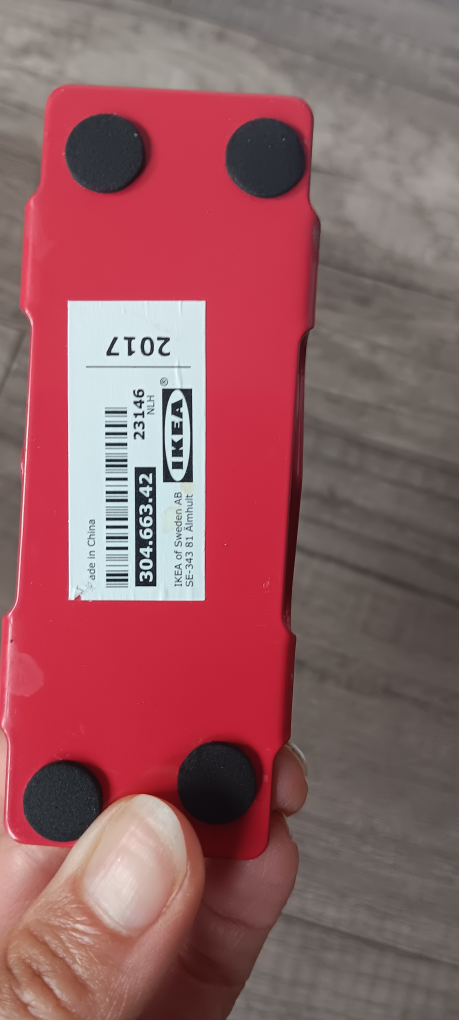 2017
23146
NLH
304.663.42
ade in China
IKEA
®
IKEA of Sweden AB
SE-343 81 Älmhult